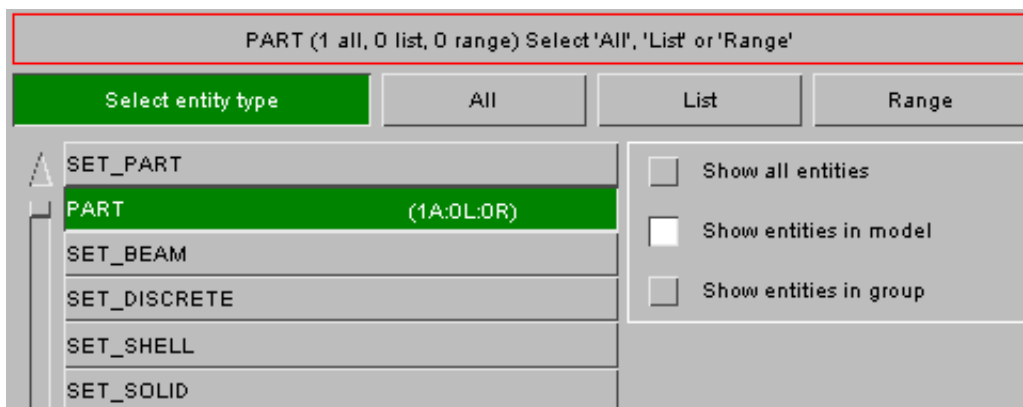 PART (1 all, 0 list, 0 range) Select 'All', 'List' or 'Range'
Select entity type All List Range
SET_PART
PART (1A:0L:0R)
SET_BEAM
SET_DISCRETE
SET_SHELL
SET_SOLID
Show all entities
Show entities in model
Show entities in group